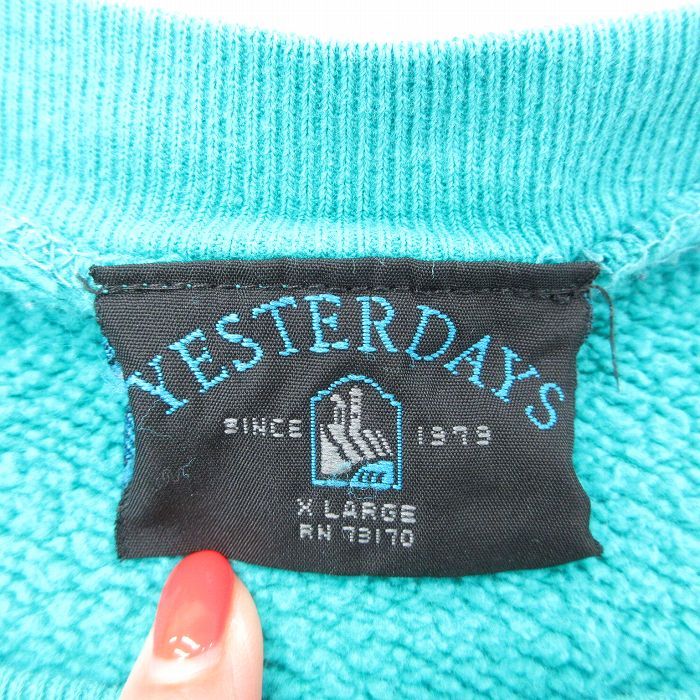 YESTERDAYS
SINCE 1979
X LARGE
RN 73170